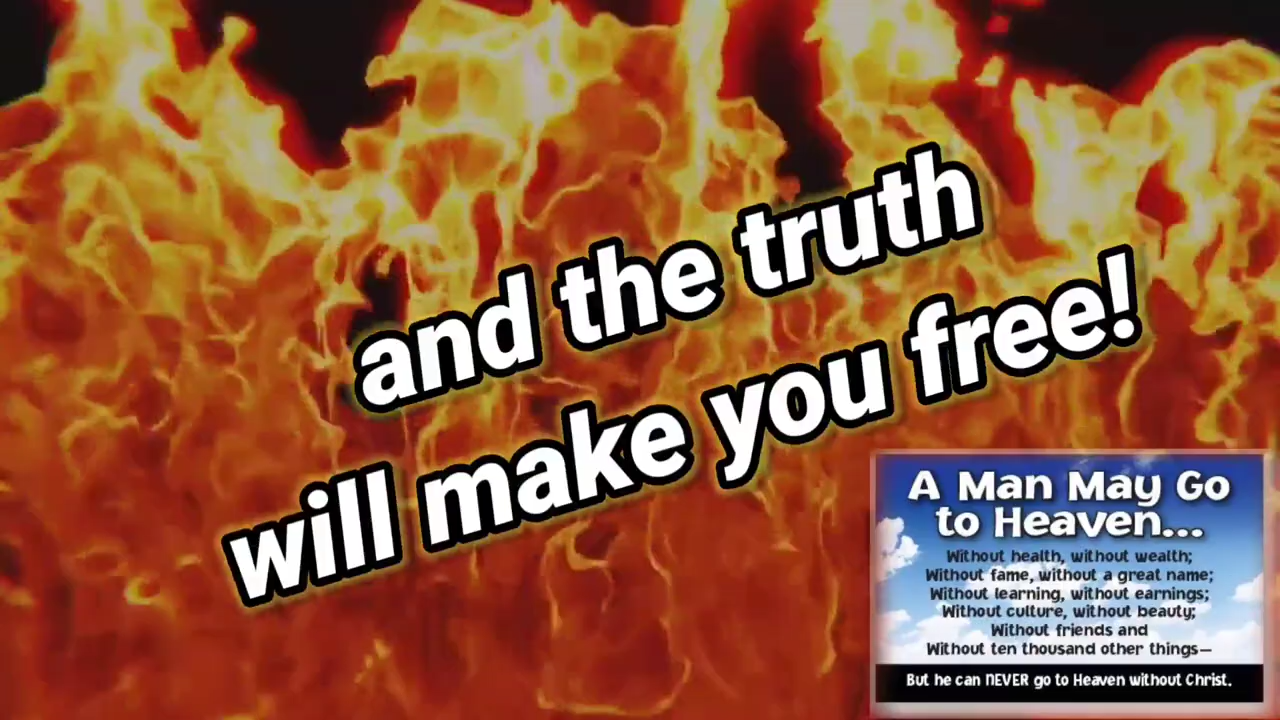 and the truth
will make you free!
A Man May Go
to Heaven...
Without health, without wealth;
Without fame, without a great name;
Without learning, without earnings;
Without culture, without beauty;
Without friends and
Without ten thousand other things—
But he can NEVER go to Heaven without Christ.